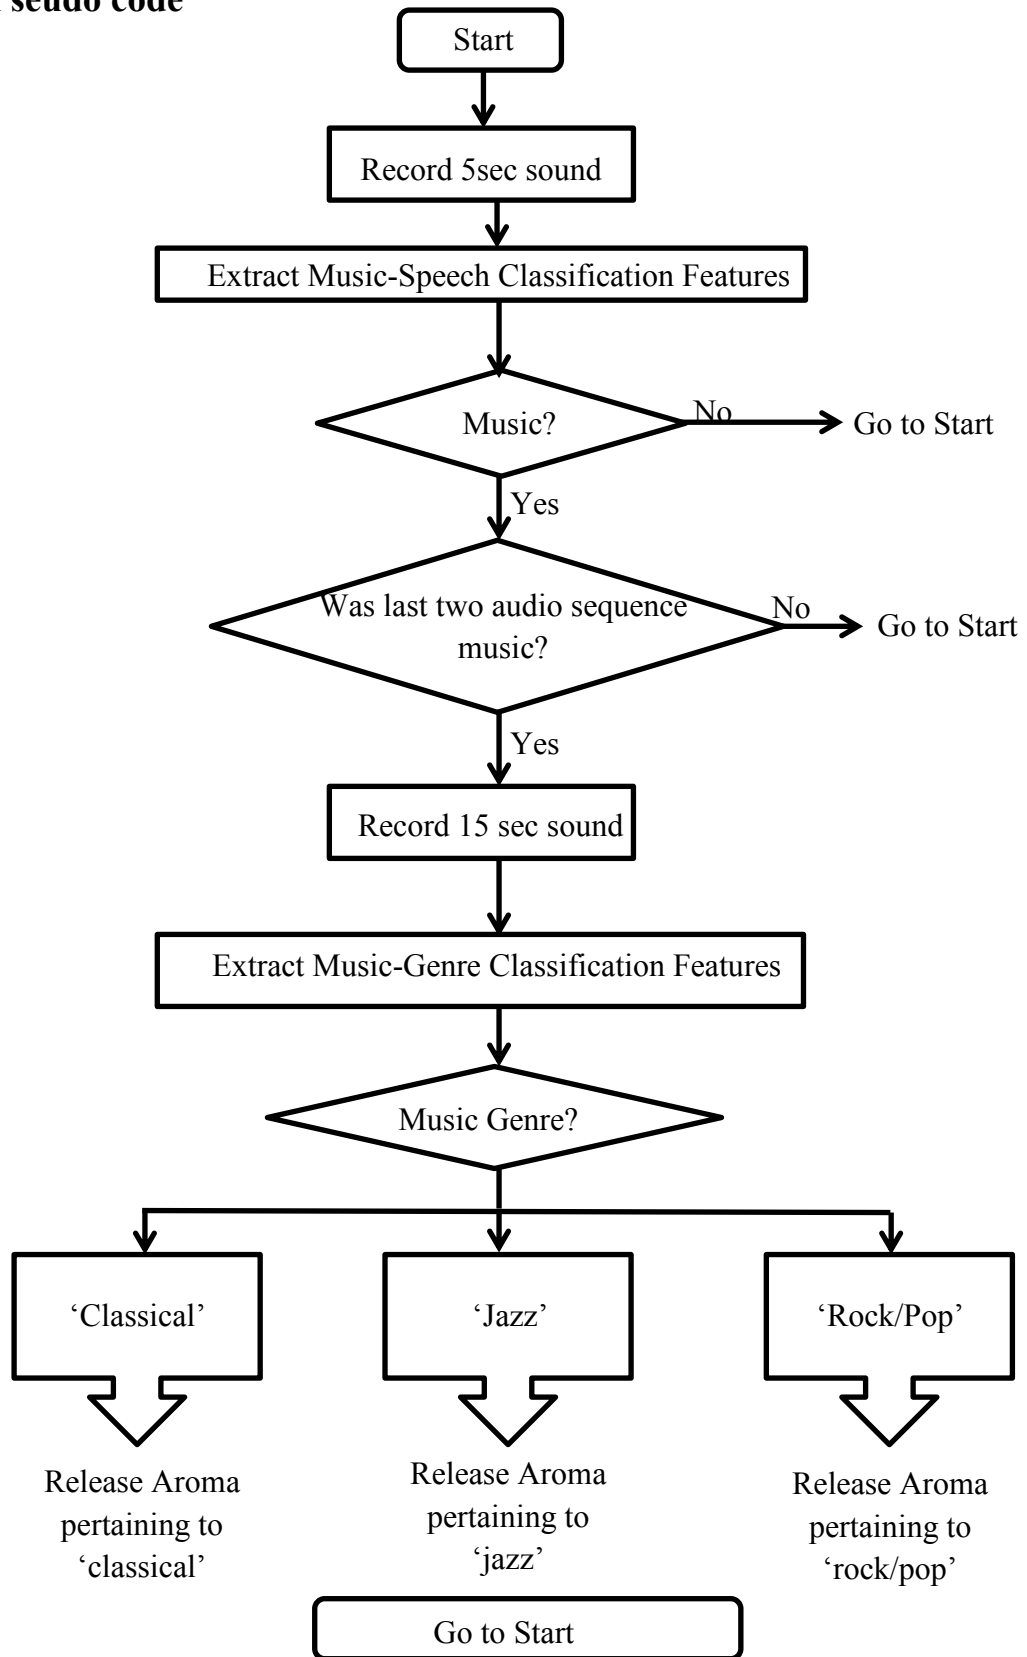 seudo code
Start
Record 5sec sound
Extract Music-Speech Classification Features
Music?
No
Go to Start
Yes
Was last two audio sequence
music?
No
Go to Start
Yes
Record 15 sec sound
Extract Music-Genre Classification Features
Music Genre?
‘Classical’
‘Jazz’
‘Rock/Pop’
Release Aroma
pertaining to
‘classical’
Release Aroma
pertaining to
‘jazz’
Release Aroma
pertaining to
‘rock/pop’
Go to Start